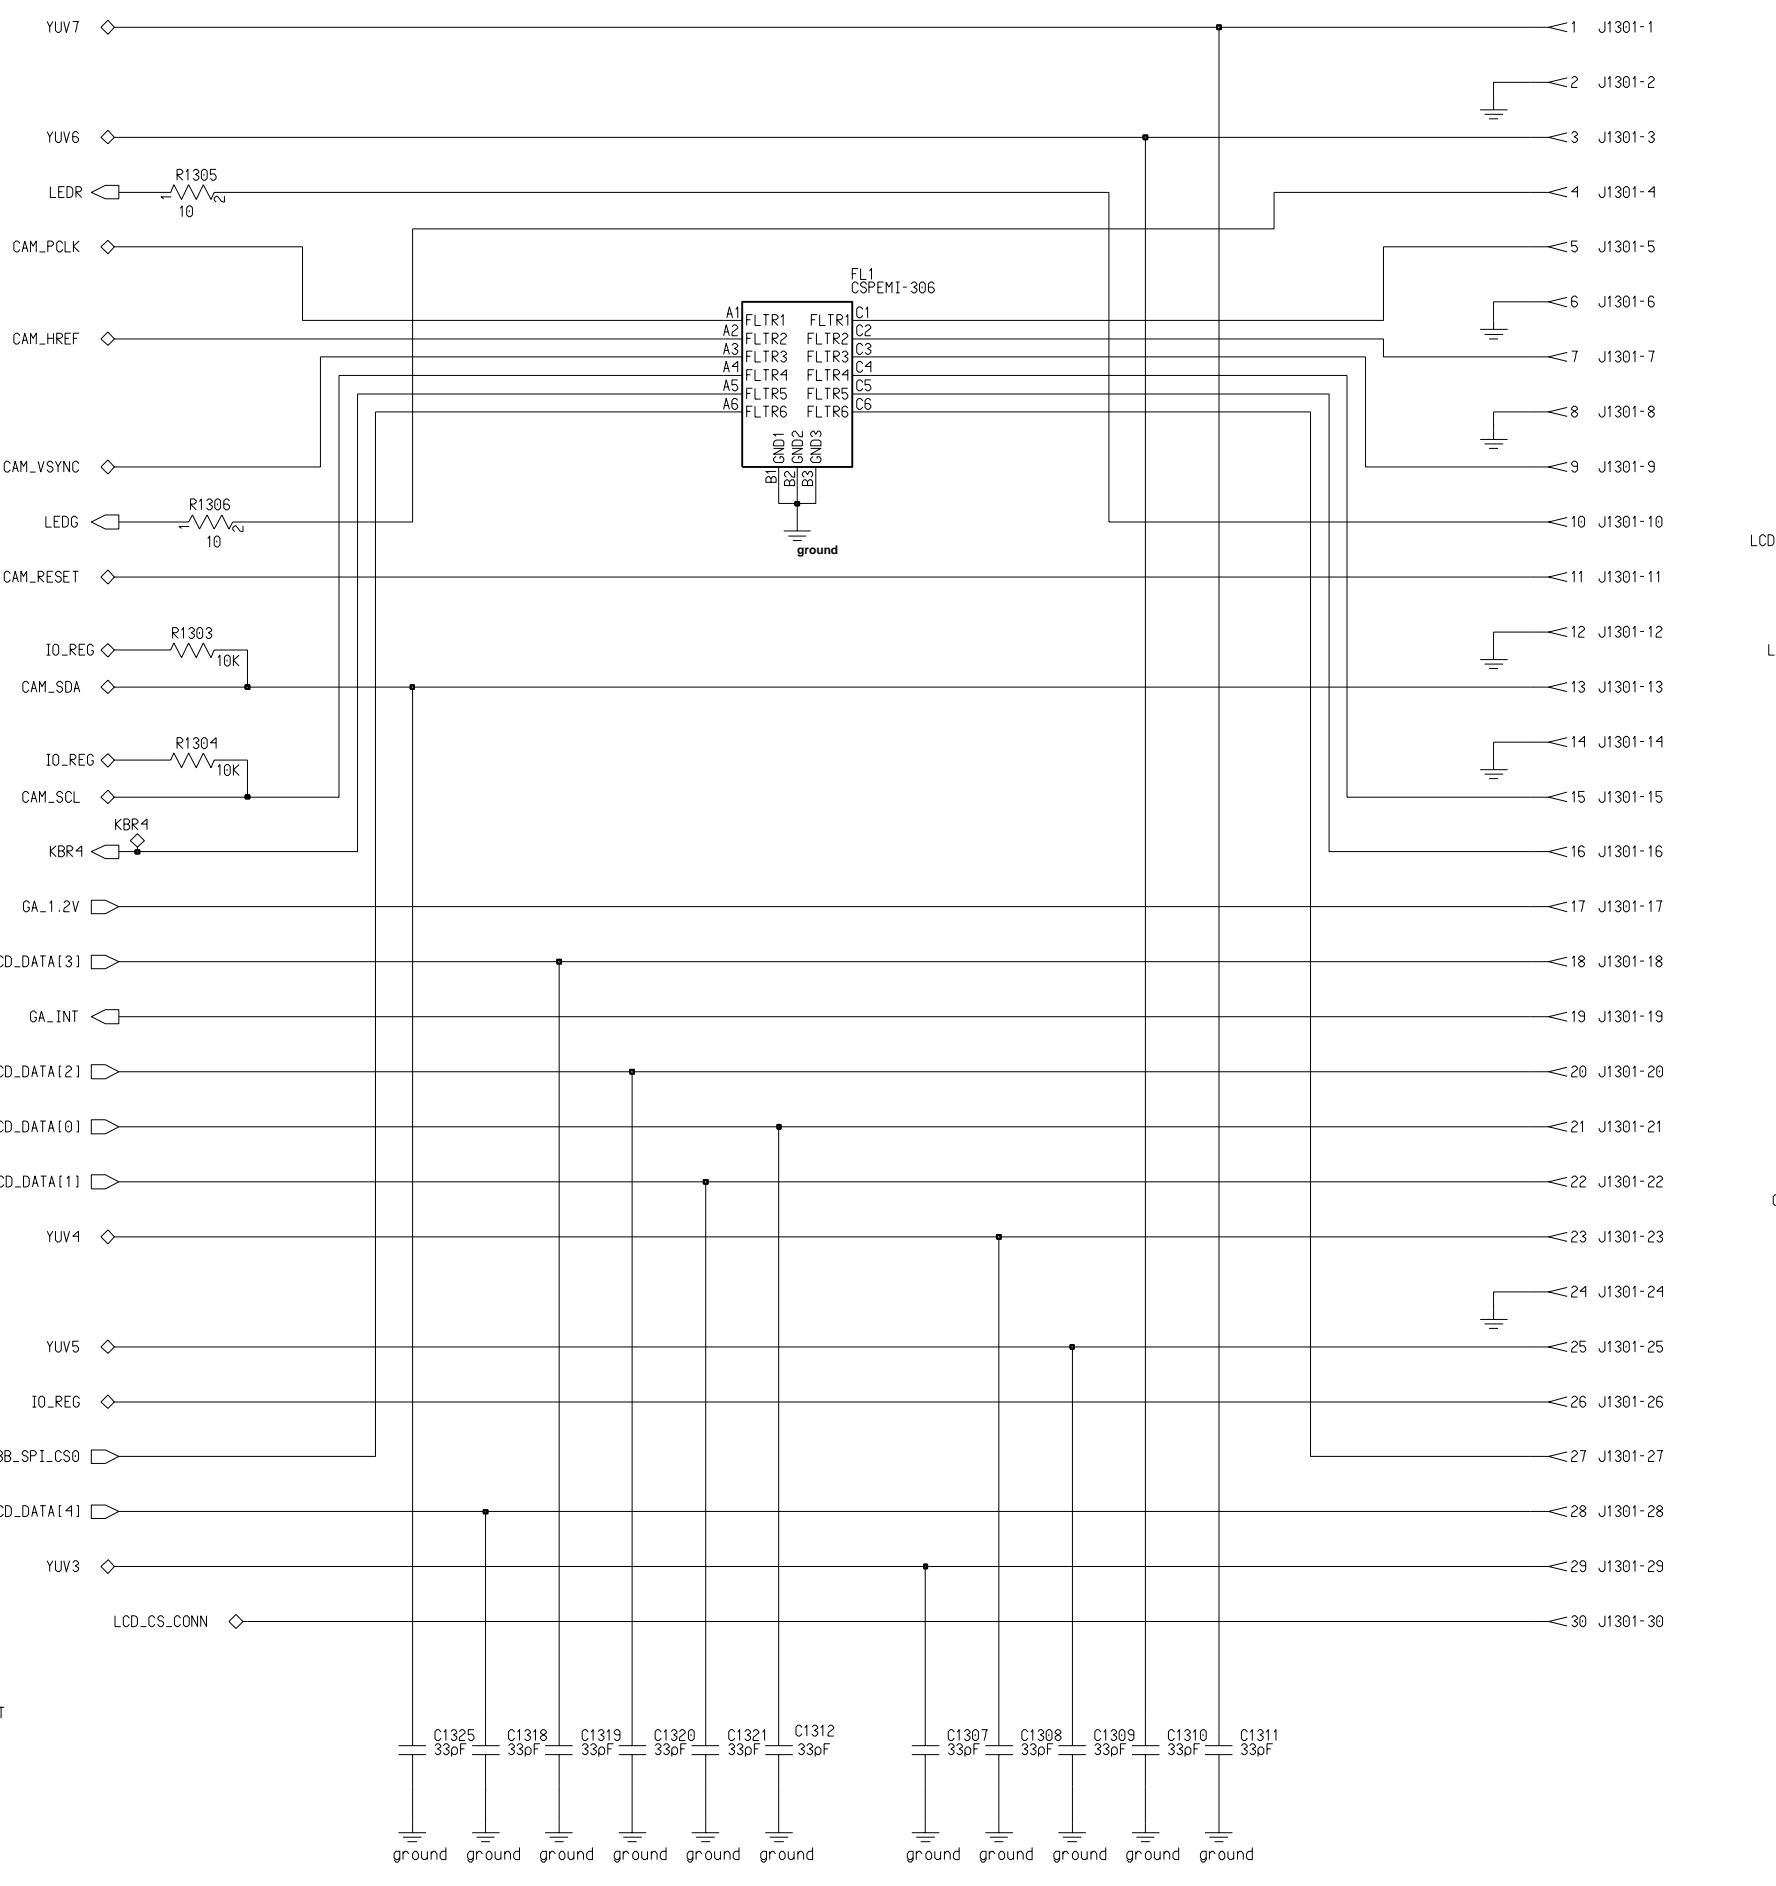 YUV7 1 J1301-1
2 J1301-2
YUV6 3 J1301-3
R1305
LEDR 1 2 4 J1301-4
10
CAM_PCLK 5 J1301-5
FL1
CSPEMI-306
6 J1301-6
A1 FLTR1 FLTR1 C1
CAM_HREF A2 FLTR2 FLTR2 C2
A3 FLTR3 FLTR3 C3 7 J1301-7
A4 FLTR4 FLTR4 C4
A5 FLTR5 FLTR5 C5
A6 FLTR6 FLTR6 C6 8 J1301-8
GND1 GND2 GND3
CAM_VSYNC 9 J1301-9
B1 B2 B3
R1306
LEDG 1 2 10 J1301-10
10
ground
LCD
CAM_RESET 11 J1301-11
R1303 12 J1301-12
IO_REG 10K L
CAM_SDA 13 J1301-13
R1304 14 J1301-14
IO_REG 10K
CAM_SCL 15 J1301-15
KBR4
KBR4 16 J1301-16
GA_1.2V 17 J1301-17
CD_DATA[3] 18 J1301-18
GA_INT 19 J1301-19
CD_DATA[2] 20 J1301-20
CD_DATA[0] 21 J1301-21
CD_DATA[1] 22 J1301-22
YUV4 23 J1301-23
24 J1301-24
YUV5 25 J1301-25
IO_REG 26 J1301-26
BB_SPI_CS0 27 J1301-27
CD_DATA[4] 28 J1301-28
YUV3 29 J1301-29
LCD_CS_CONN 30 J1301-30
T
C1325 C1318 C1319 C1320 C1321 C1312 C1307 C1308 C1309 C1310 C1311
33pF 33pF 33pF 33pF 33pF 33pF 33pF 33pF 33pF 33pF 33pF
ground ground ground ground ground ground ground ground ground ground ground